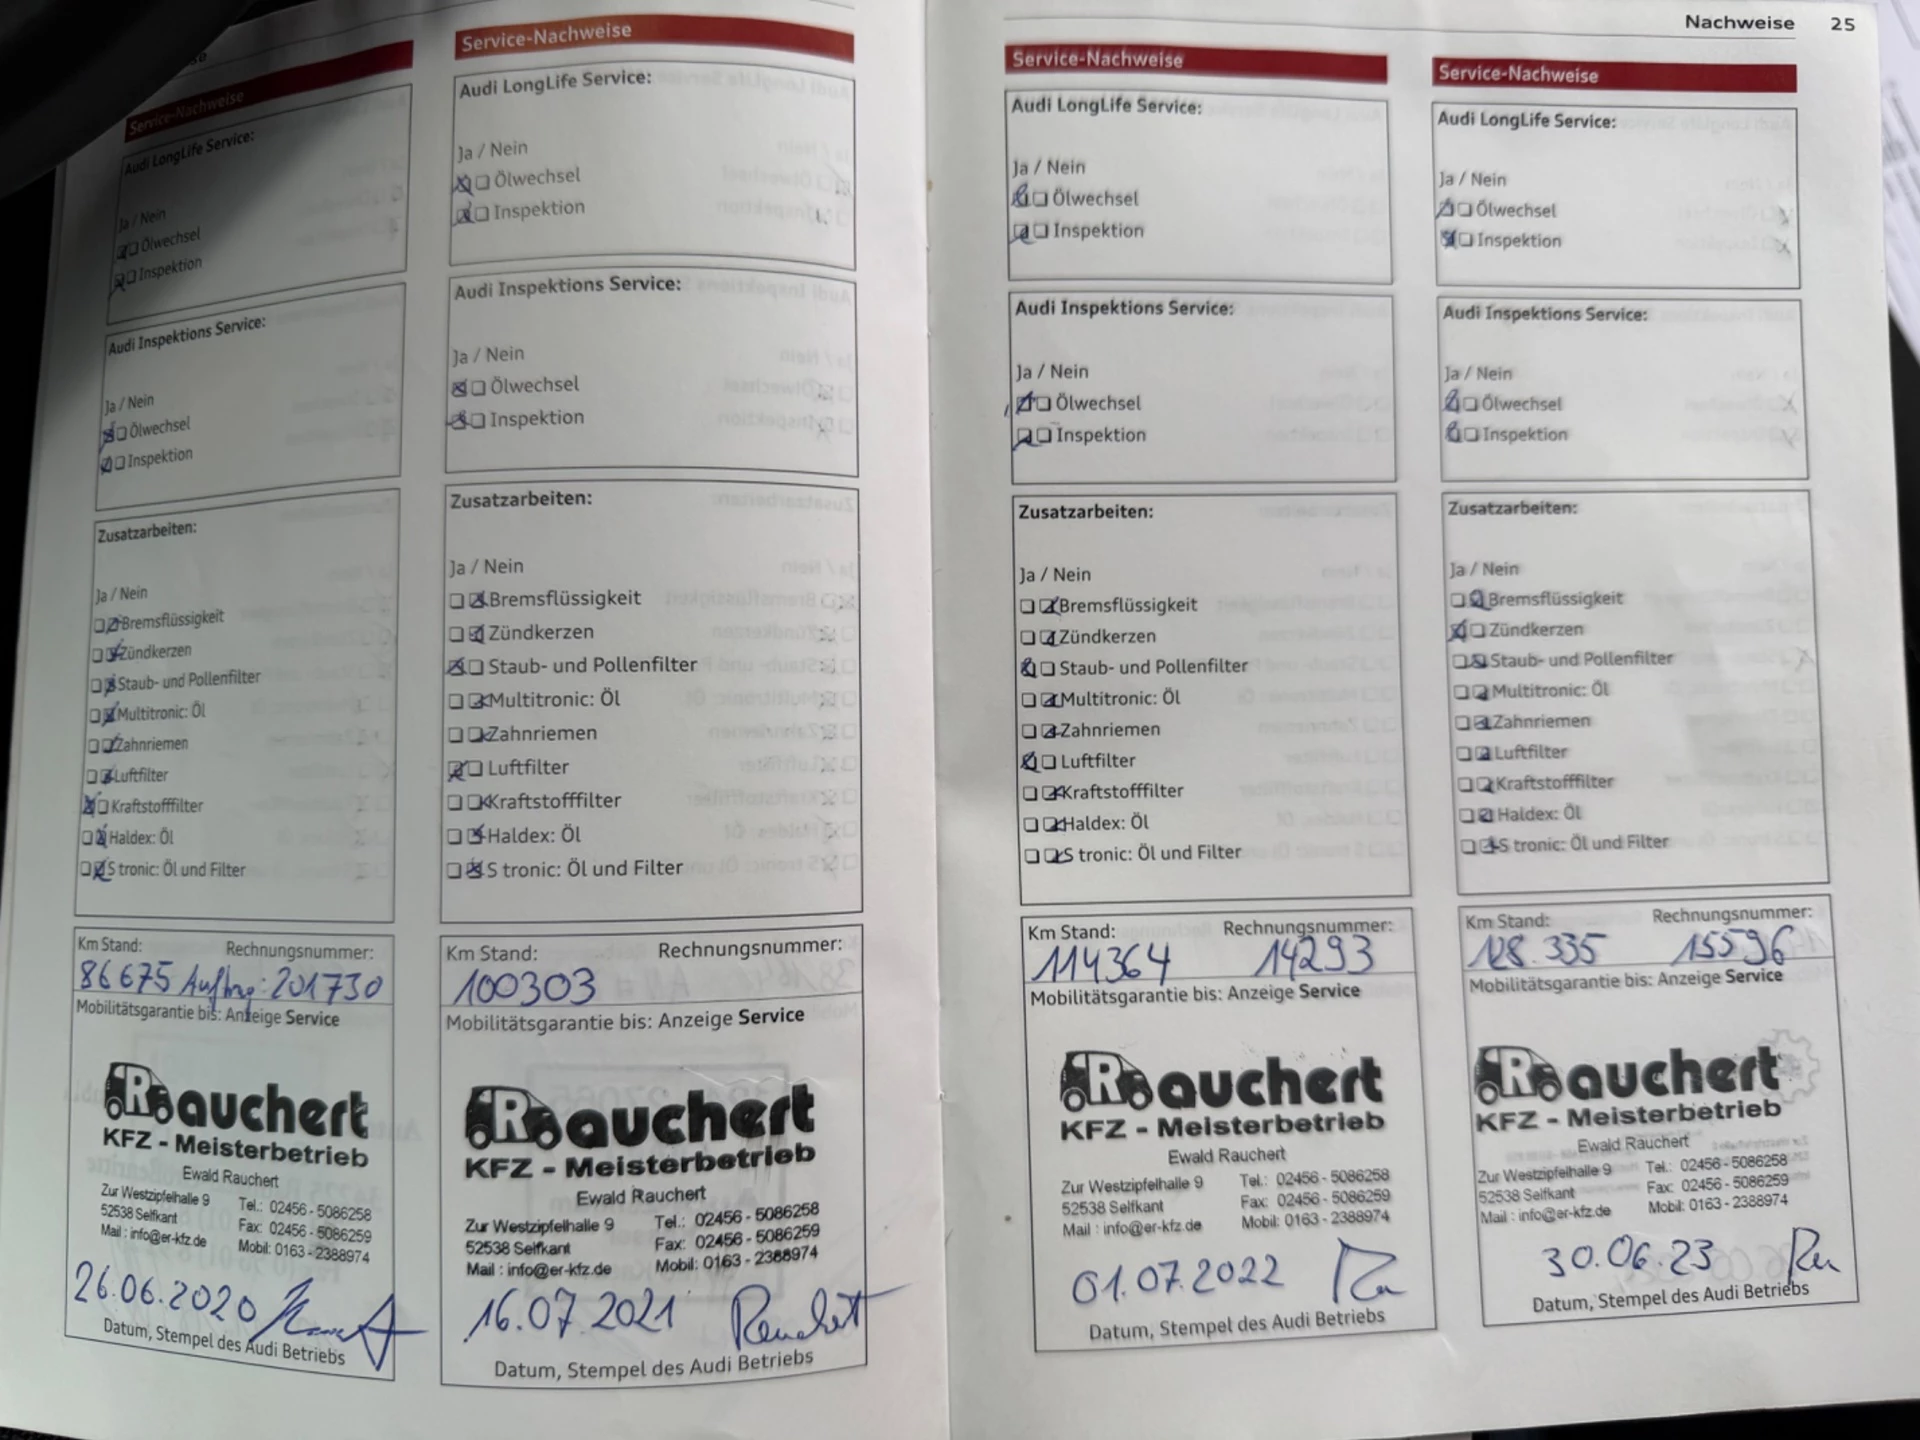 Nachweise 25
Service-Nachweise
Audi LongLife Service:
Ja / Nein
Ölwechsel
Inspektion
Audi Inspektions Service:
Ja / Nein
Ölwechsel
Inspektion
Zusatzarbeiten:
Ja / Nein
Bremsflüssigkeit
Zündkerzen
Staub- und Pollenfilter
Multitronic: Öl
Zahnriemen
Luftfilter
Kraftstofffilter
Haldex: Öl
S tronic: Öl und Filter
Km Stand: Rechnungsnummer:
86675 Auftrag: 201730
Mobilitätsgarantie bis: Anzeige Service
Rauchert
KFZ - Meisterbetrieb
Ewald Rauchert
Zur Westzipfelhalle 9 Tel.: 02456 - 5086258
52538 Selfkant Fax: 02456 - 5086259
Mail : info@er-kfz.de Mobil: 0163 - 2388974
26.06.2020
Datum, Stempel des Audi Betriebs
Service-Nachweise
Audi LongLife Service:
Ja / Nein
Ölwechsel
Inspektion
Audi Inspektions Service:
Ja / Nein
Ölwechsel
Inspektion
Zusatzarbeiten:
Ja / Nein
Bremsflüssigkeit
Zündkerzen
Staub- und Pollenfilter
Multitronic: Öl
Zahnriemen
Luftfilter
Kraftstofffilter
Haldex: Öl
S tronic: Öl und Filter
Km Stand: Rechnungsnummer:
100303
Mobilitätsgarantie bis: Anzeige Service
Rauchert
KFZ - Meisterbetrieb
Ewald Rauchert
Zur Westzipfelhalle 9 Tel.: 02456 - 5086258
52538 Selfkant Fax: 02456 - 5086259
Mail : info@er-kfz.de Mobil: 0163 - 2388974
16.07.2021 Rauchert
Datum, Stempel des Audi Betriebs
Service-Nachweise
Audi LongLife Service:
Ja / Nein
Ölwechsel
Inspektion
Audi Inspektions Service:
Ja / Nein
Ölwechsel
Inspektion
Zusatzarbeiten:
Ja / Nein
Bremsflüssigkeit
Zündkerzen
Staub- und Pollenfilter
Multitronic: Öl
Zahnriemen
Luftfilter
Kraftstofffilter
Haldex: Öl
S tronic: Öl und Filter
Km Stand: Rechnungsnummer:
114364 14293
Mobilitätsgarantie bis: Anzeige Service
Rauchert
KFZ - Meisterbetrieb
Ewald Rauchert
Zur Westzipfelhalle 9 Tel.: 02456 - 5086258
52538 Selfkant Fax: 02456 - 5086259
Mail : info@er-kfz.de Mobil: 0163 - 2388974
01.07.2022
Datum, Stempel des Audi Betriebs
Service-Nachweise
Audi LongLife Service:
Ja / Nein
Ölwechsel
Inspektion
Audi Inspektions Service:
Ja / Nein
Ölwechsel
Inspektion
Zusatzarbeiten:
Ja / Nein
Bremsflüssigkeit
Zündkerzen
Staub- und Pollenfilter
Multitronic: Öl
Zahnriemen
Luftfilter
Kraftstofffilter
Haldex: Öl
S tronic: Öl und Filter
Km Stand: Rechnungsnummer:
128.335 15596
Mobilitätsgarantie bis: Anzeige Service
Rauchert
KFZ - Meisterbetrieb
Ewald Rauchert
Zur Westzipfelhalle 9 Tel.: 02456 - 5086258
52538 Selfkant Fax: 02456 - 5086259
Mail : info@er-kfz.de Mobil: 0163 - 2388974
30.06.23
Datum, Stempel des Audi Betriebs